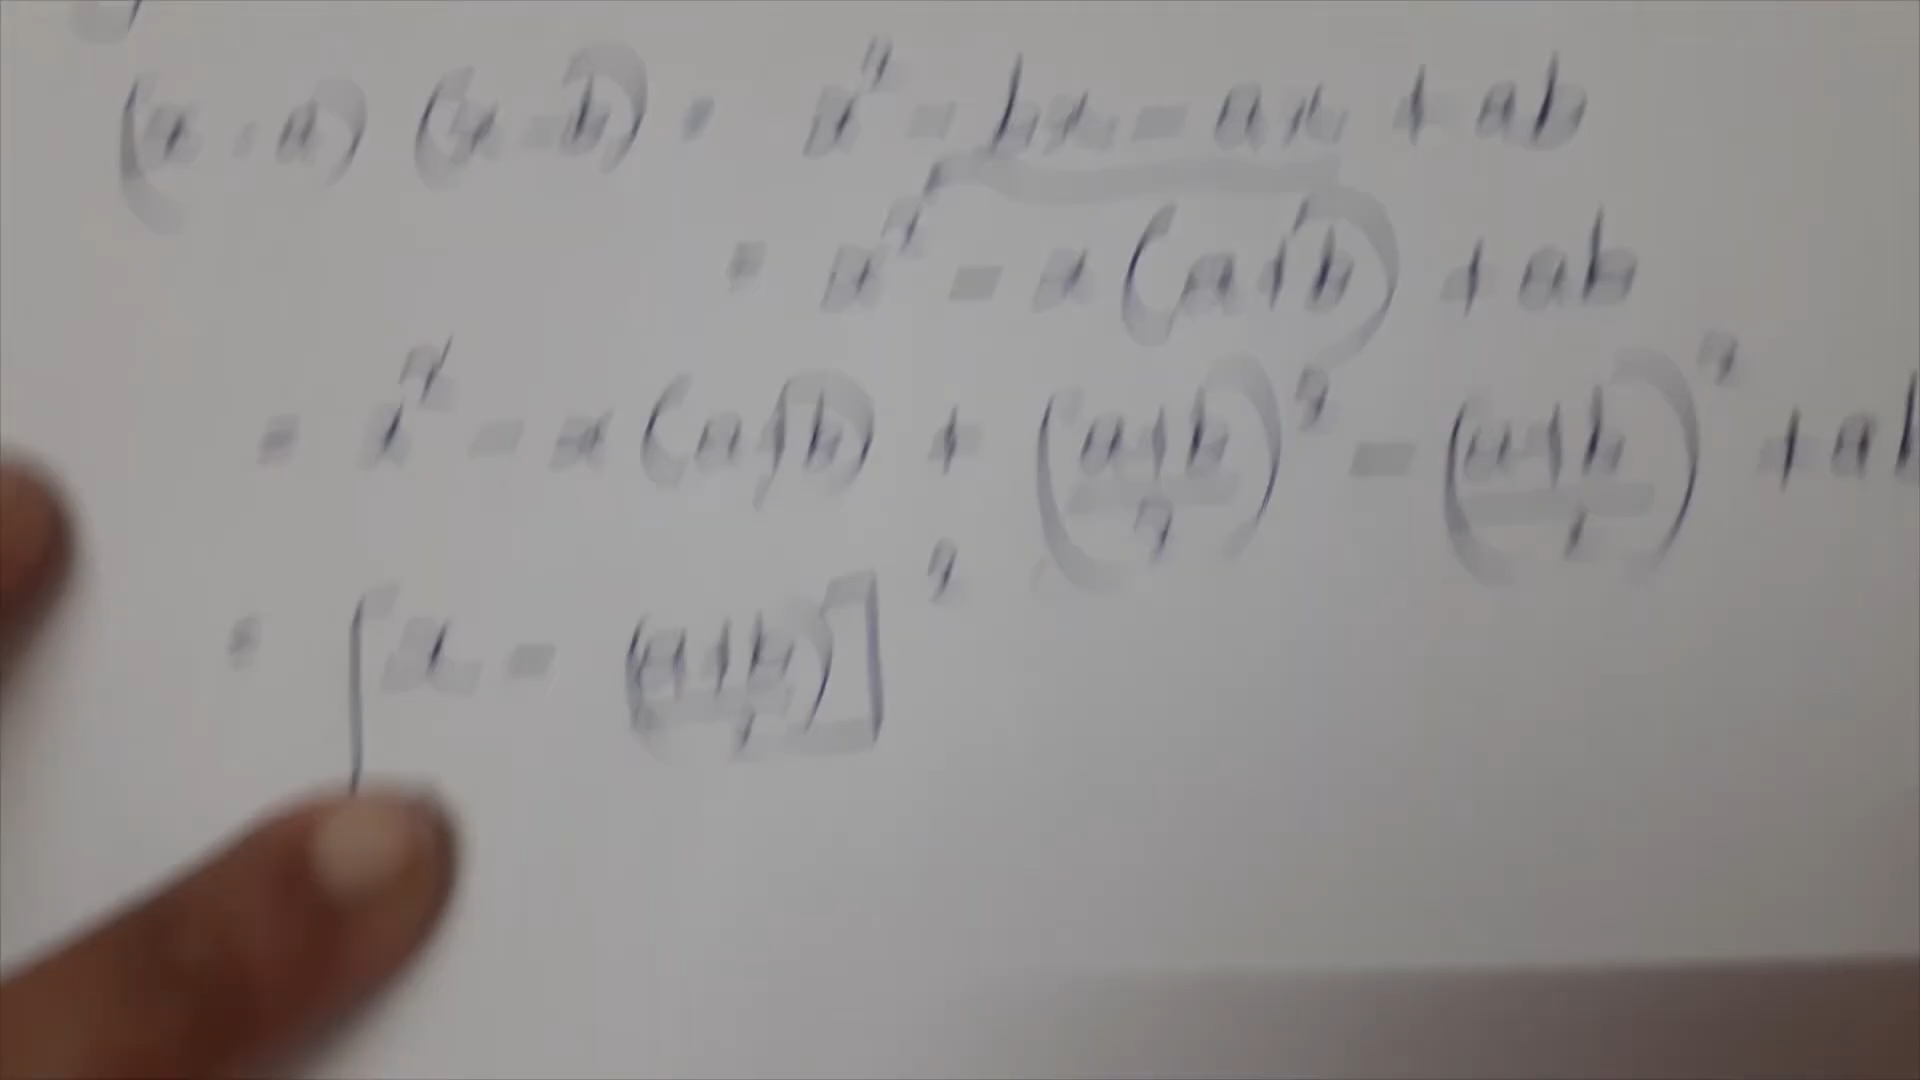 (x - a) (x - b) = x² - bx - ax + ab
= x² - x (a+b) + ab
= x² - x (a+b) + ((a+b)/2)² - ((a+b)/2)² + ab
= [x - (a+b)/2]²